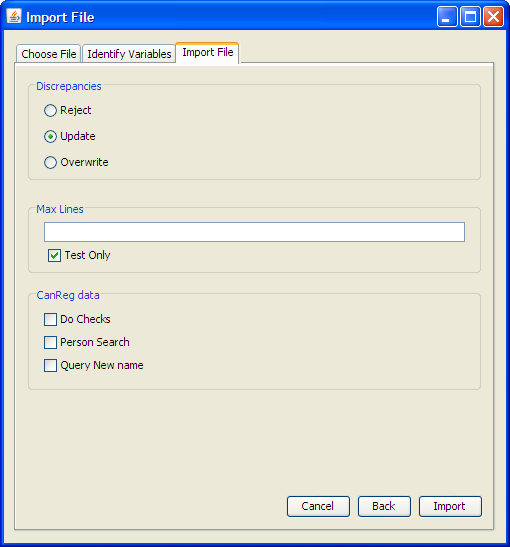 Import File
Choose File Identify Variables Import File
Discrepancies
Reject
Update
Overwrite
Max Lines
Test Only
CanReg data
Do Checks
Person Search
Query New name
Cancel Back Import